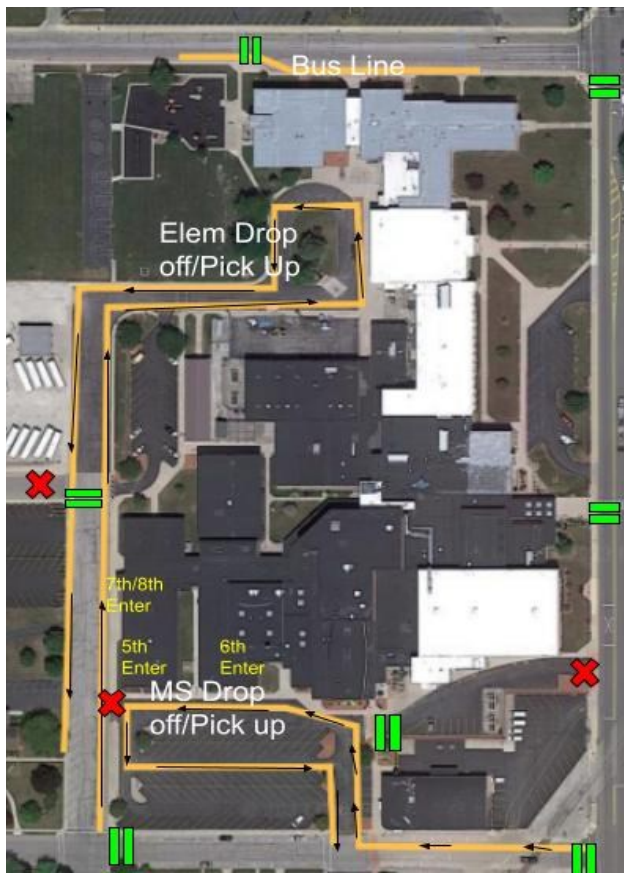 Bus Line
Elem Drop
off/Pick Up
7th/8th
Enter
5th
Enter
6th
Enter
MS Drop
off/Pick up